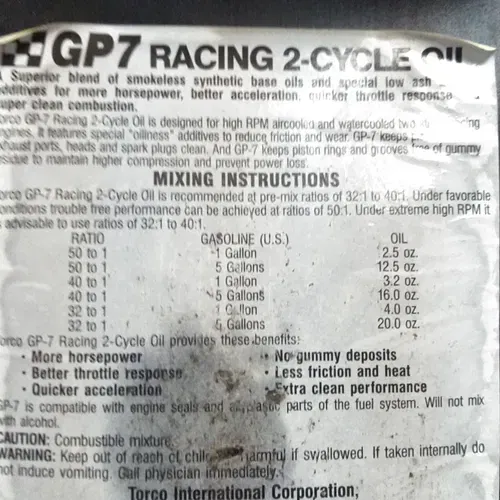 GP7 RACING 2-CYCLE OIL
Superior blend of smokeless synthetic base oils and special low ash
additives for more horsepower, better acceleration, quicker throttle response
super clean combustion.
Torco GP-7 Racing 2-Cycle Oil is designed for high RPM aircooled and watercooled two
engines. It features special "oiliness" additives to reduce friction and wear. GP-7 keeps
exhaust ports, heads and spark plugs clean. And GP-7 keeps piston rings and grooves free of gummy
residue to maintain higher compression and prevent power loss.
MIXING INSTRUCTIONS
Torco GP-7 Racing 2-Cycle Oil is recommended at pre-mix ratios of 32:1 to 40:1. Under favorable
conditions trouble free performance can be achieved at ratios of 50:1. Under extreme high RPM it
advisable to use ratios of 32:1 to 40:1.
RATIO GASOLINE (U.S.) OIL
50 to 1 1 Gallon 2.5 oz.
50 to 1 5 Gallons 12.5 oz.
40 to 1 1 Gallon 3.2 oz.
40 to 1 5 Gallons 16.0 oz.
32 to 1 1 Gallon 4.0 oz.
32 to 1 5 Gallons 20.0 oz.
Torco GP-7 Racing 2-Cycle Oil provides these benefits:
• More horsepower • No gummy deposits
• Better throttle response • Less friction and heat
• Quicker acceleration • Extra clean performance
GP-7 is compatible with engine seals and parts of the fuel system. Will not mix
with alcohol.
CAUTION: Combustible mixture.
WARNING: Keep out of reach of harmful if swallowed. If taken internally do
not induce vomiting. Call physician immediately.
Torco International Corporation,